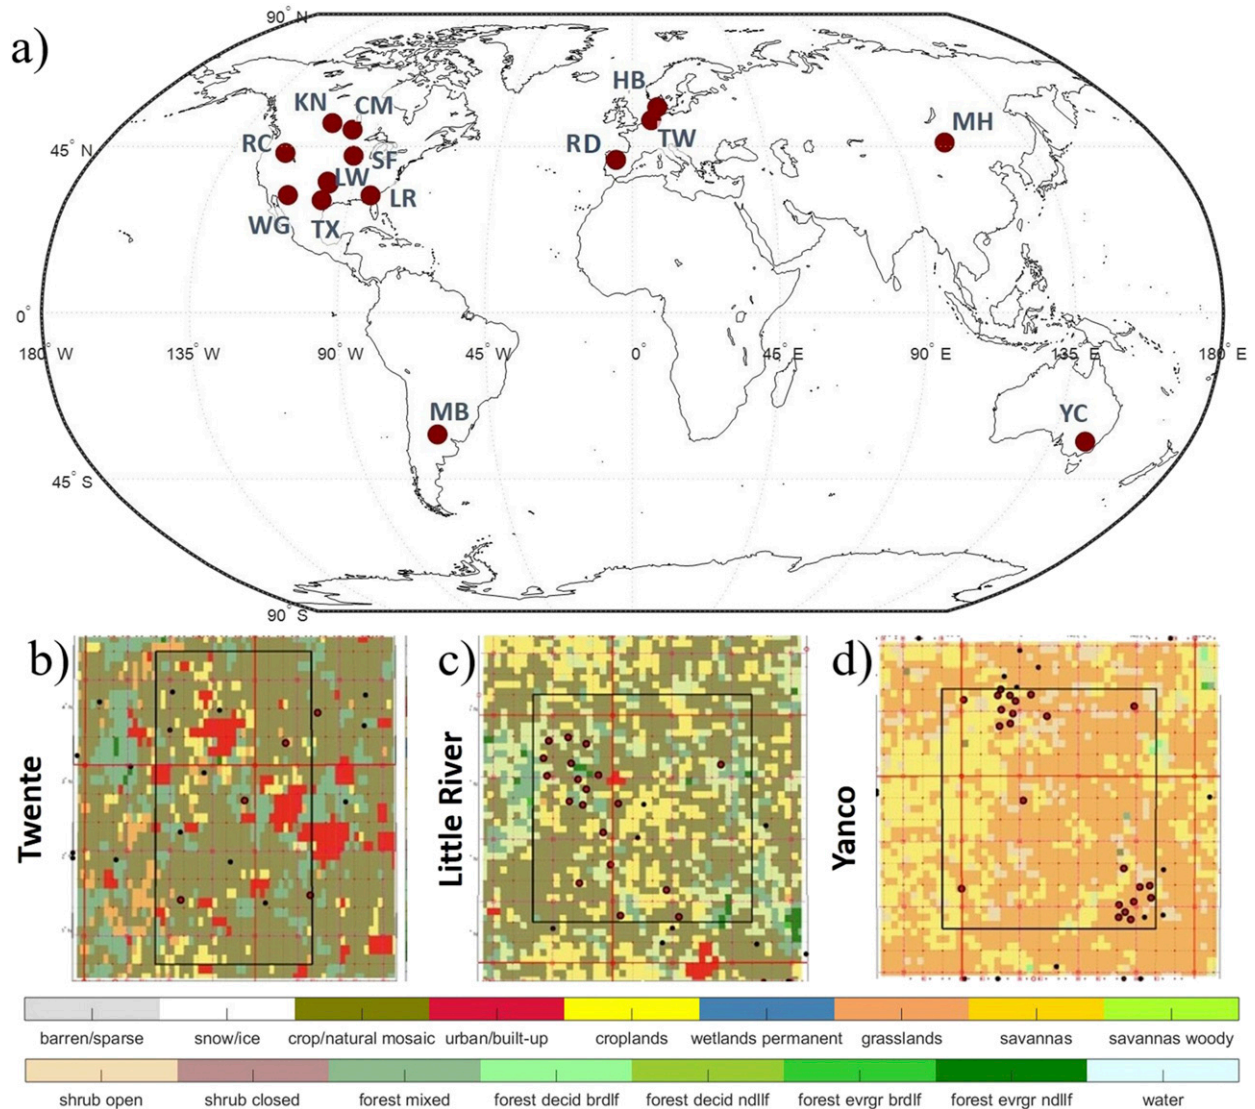 90° N
a)
HB
KN
CM
MH
RC
45° N
RD
TW
SF
LW
LR
WG
TX
0°
180° W
135° W
90° W
45° W
0°
45° E
90° E
135° E
180° E
MB
YC
45° S
90° S
b)
c)
d)
Twente
Little River
Yanco
barren/sparse
snow/ice
crop/natural mosaic
urban/built-up
croplands
wetlands permanent
grasslands
savannas
savannas woody
shrub open
shrub closed
forest mixed
forest decid brdlf
forest decid ndllf
forest evrgr brdlf
forest evrgr ndllf
water